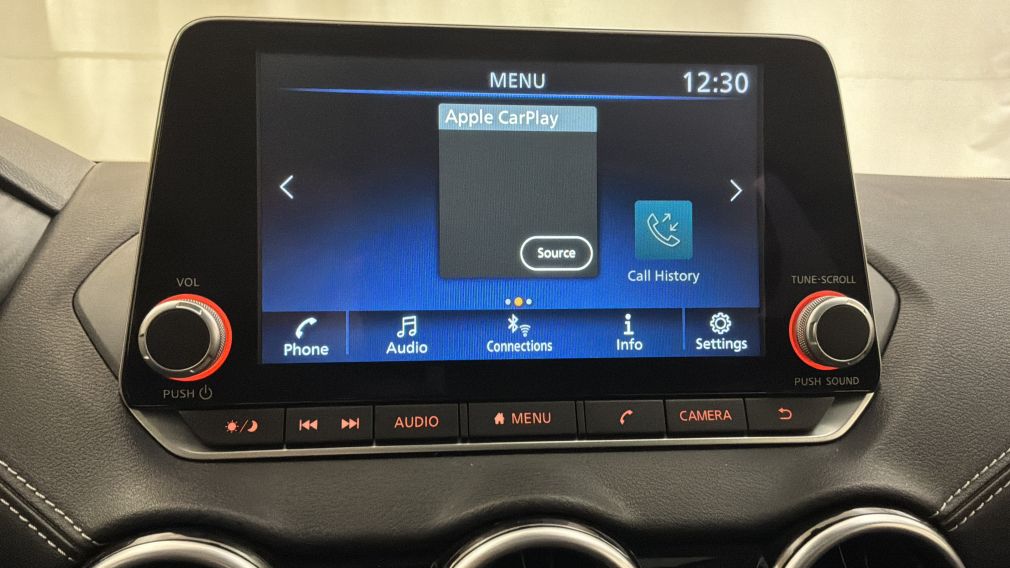 MENU 12:30
Apple CarPlay
Source
Call History
Phone Audio Connections Info Settings
VOL
PUSH
TUNE·SCROLL
PUSH SOUND
AUDIO MENU CAMERA